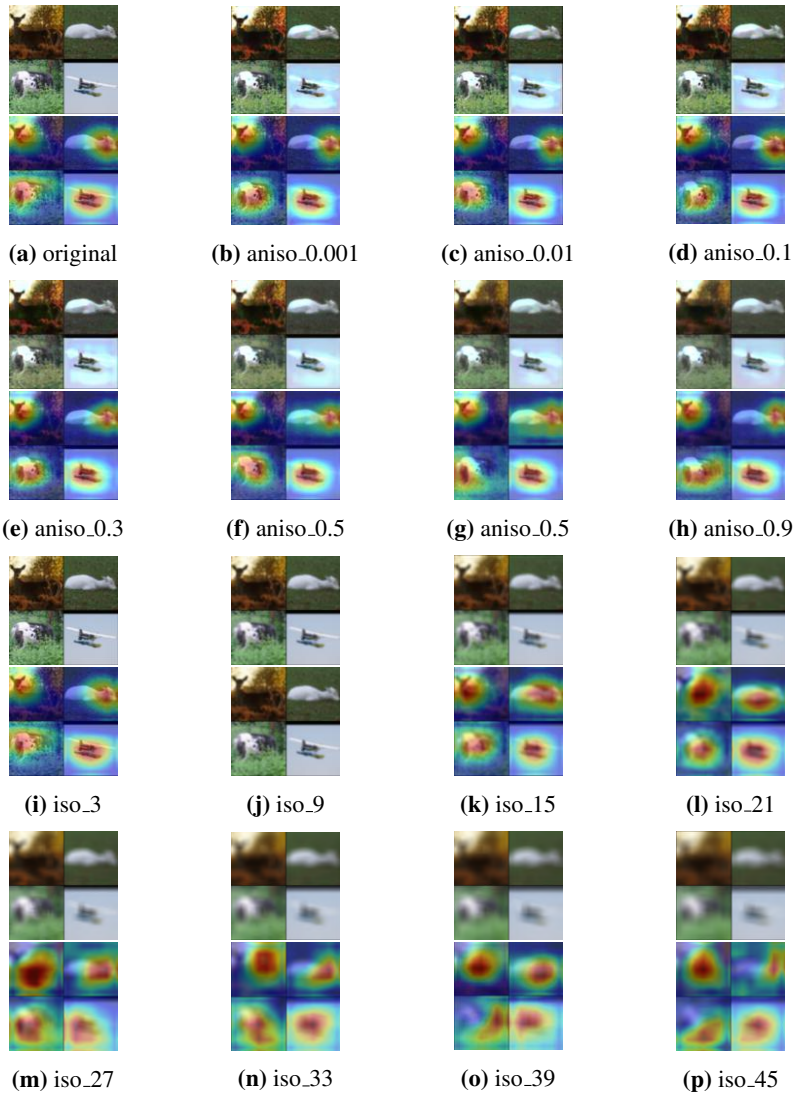 (a) original
(b) aniso_0.001
(c) aniso_0.01
(d) aniso_0.1
(e) aniso_0.3
(f) aniso_0.5
(g) aniso_0.5
(h) aniso_0.9
(i) iso_3
(j) iso_9
(k) iso_15
(l) iso_21
(m) iso_27
(n) iso_33
(o) iso_39
(p) iso_45